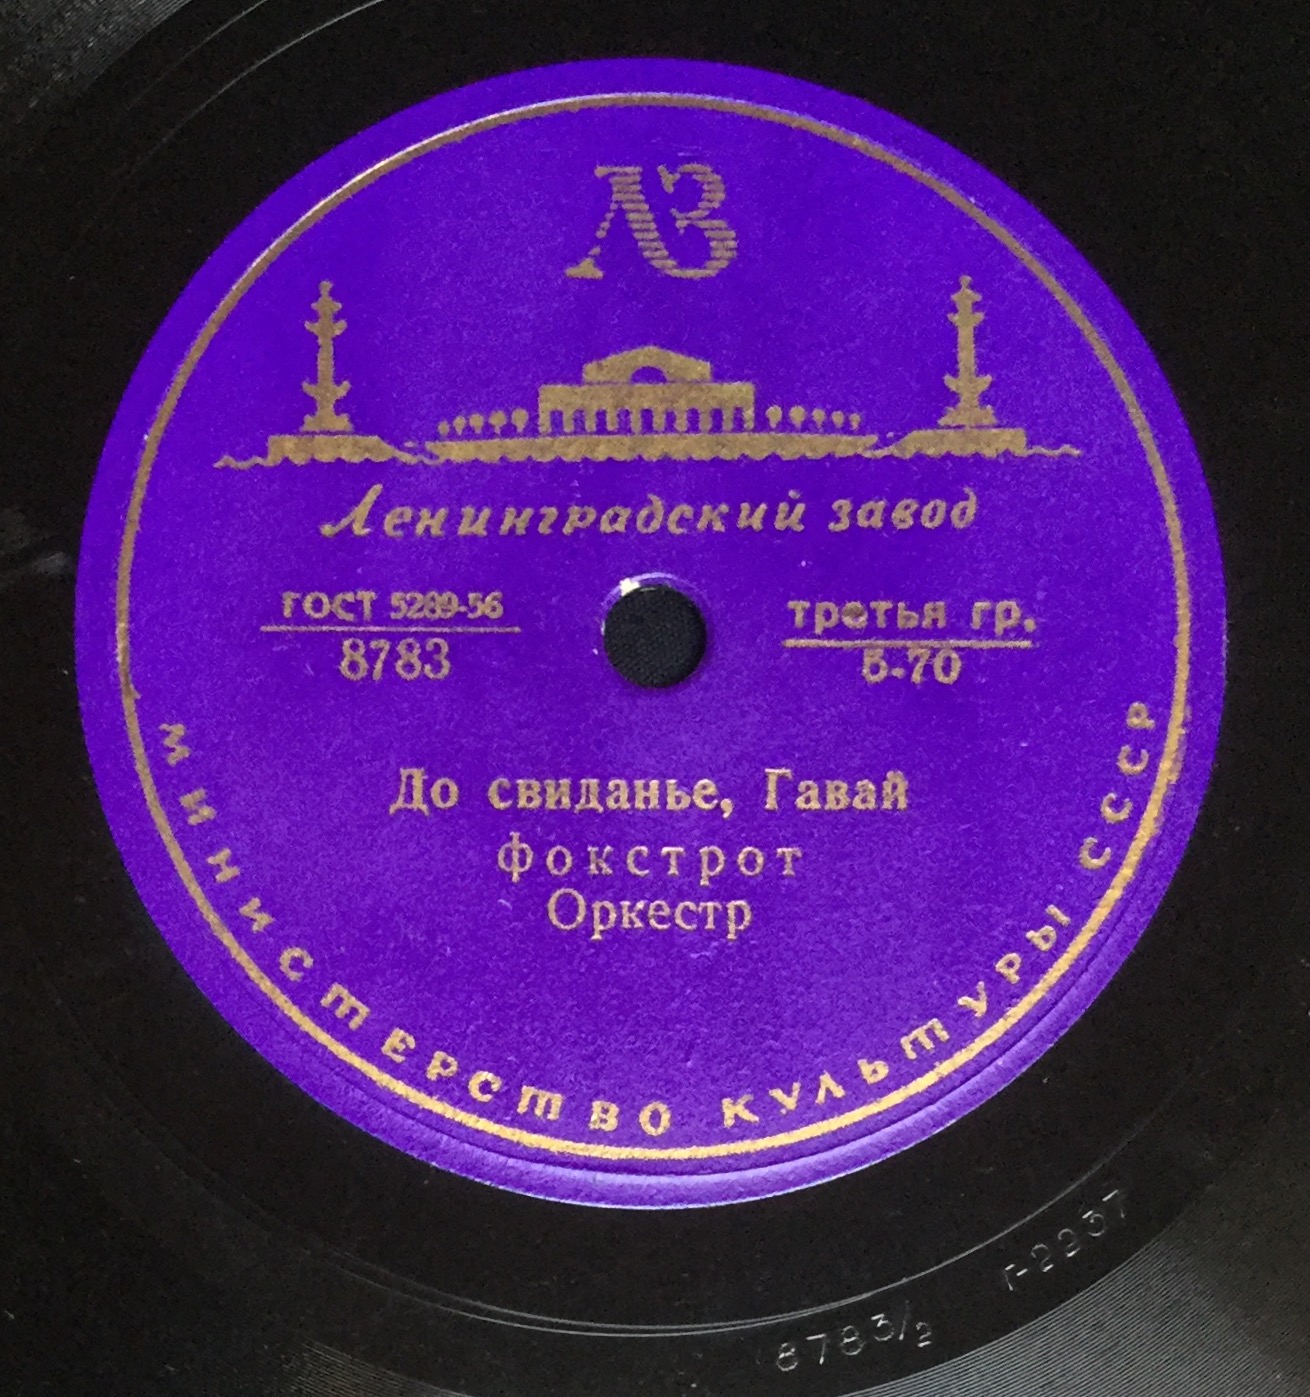 ЛЗ
Ленинградский завод
ГОСТ 5289-56
8783
третья гр.
5-70
До свиданье, Гавай
фокстрот
Оркестр
МИНИСТЕРСТВО КУЛЬТУРЫ СССР
8783/2
Г-2237